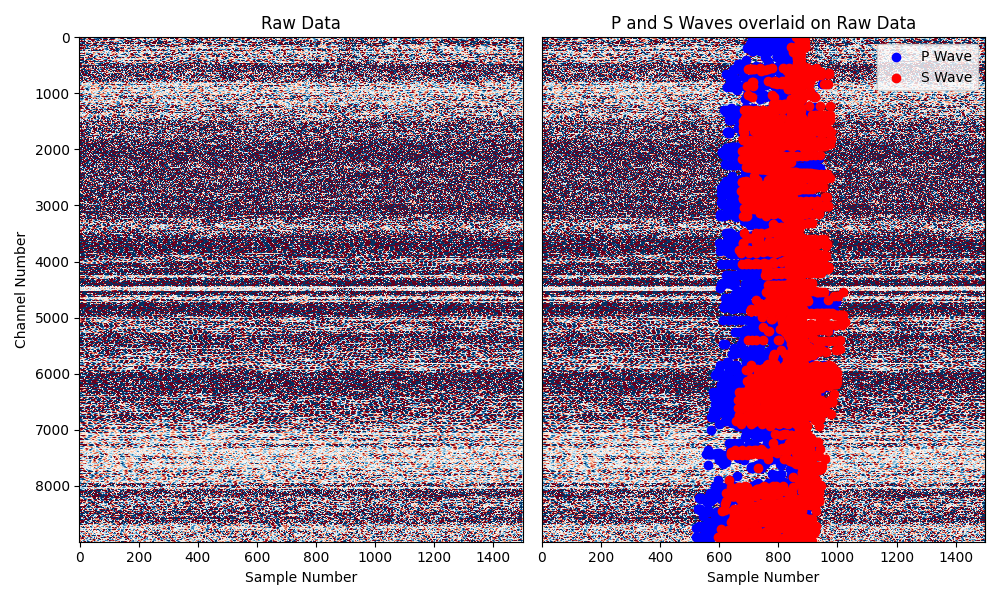 Raw Data
0
1000
2000
3000
4000
5000
6000
7000
8000
Channel Number
0 200 400 600 800 1000 1200 1400
Sample Number
P and S Waves overlaid on Raw Data
P Wave
S Wave
0 200 400 600 800 1000 1200 1400
Sample Number